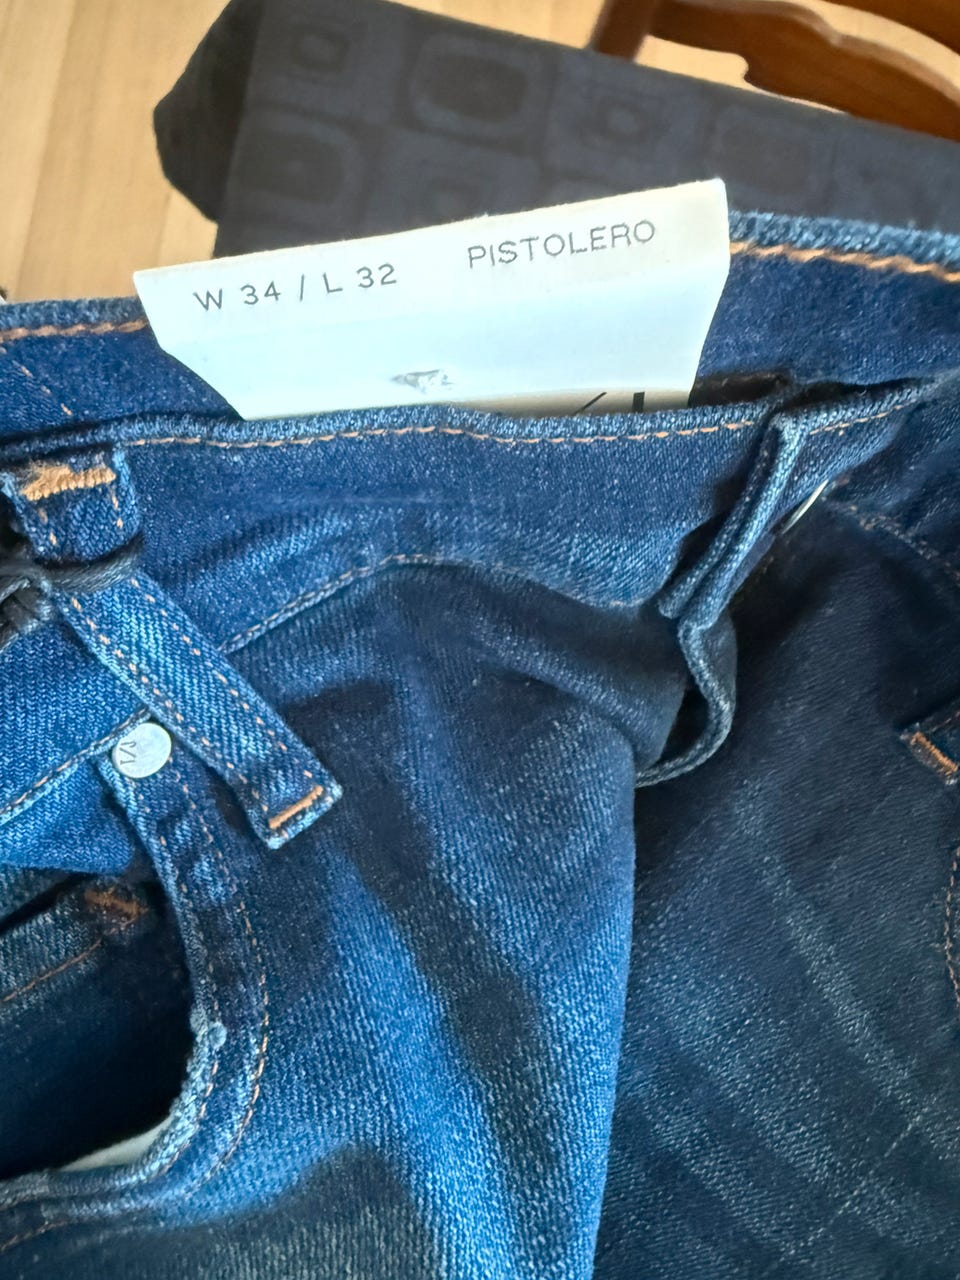 W 34 / L 32 PISTOLERO